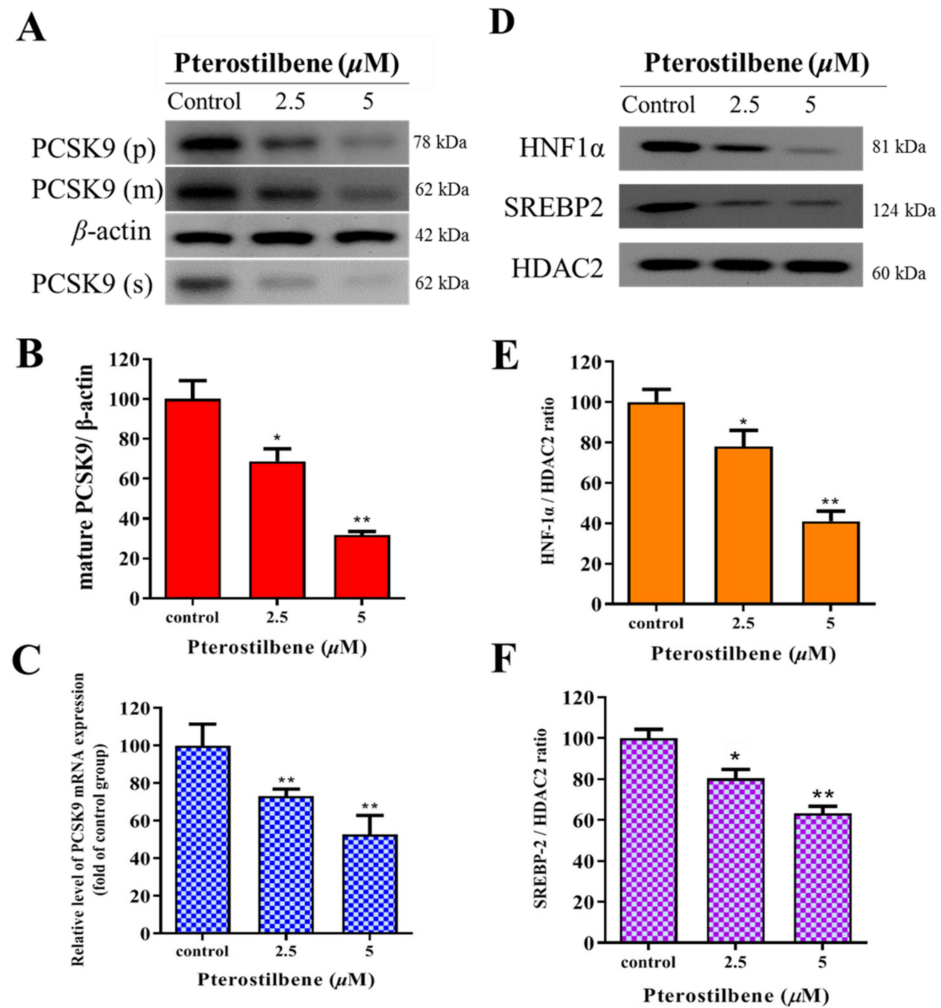 A
Pterostilbene (µM)
Control 2.5 5
PCSK9 (p) 78 kDa
PCSK9 (m) 62 kDa
β-actin 42 kDa
PCSK9 (s) 62 kDa
D
Pterostilbene (µM)
Control 2.5 5
HNF1α 81 kDa
SREBP2 124 kDa
HDAC2 60 kDa
B
mature PCSK9/ β-actin
120
100
80
60
40
20
0
*
**
control 2.5 5
Pterostilbene (µM)
E
HNF-1α / HDAC2 ratio
120
100
80
60
40
20
0
*
**
control 2.5 5
Pterostilbene (µM)
C
Relative level of PCSK9 mRNA expression
(fold of control group)
120
100
80
60
40
20
0
**
**
control 2.5 5
Pterostilbene (µM)
F
SREBP-2 / HDAC2 ratio
120
100
80
60
40
20
0
*
**
control 2.5 5
Pterostilbene (µM)